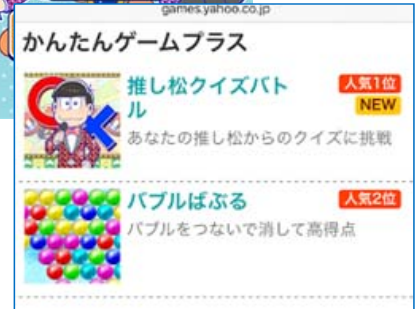 games.yahoo.co.jp
かんたんゲームプラス
推し松クイズバト
ル
人気1位
NEW
あなたの推し松からのクイズに挑戦
バブルばぶる
人気2位
バブルをつないで消して高得点